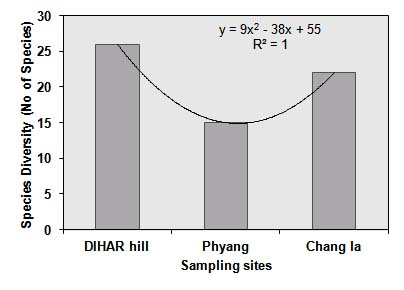 y = 9x² - 38x + 55
R² = 1
30
25
20
15
10
5
0
Species Diversity (No of Species)
DIHAR hill Phyang Chang la
Sampling sites